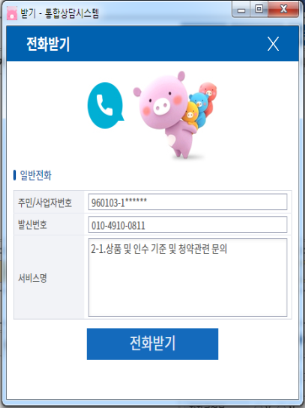 받기 - 통합상담시스템
전화받기
일반전화
주민/사업자번호 960103-1******
발신번호 010-4910-0811
서비스명 2-1.상품 및 인수 기준 및 청약관련 문의
전화받기